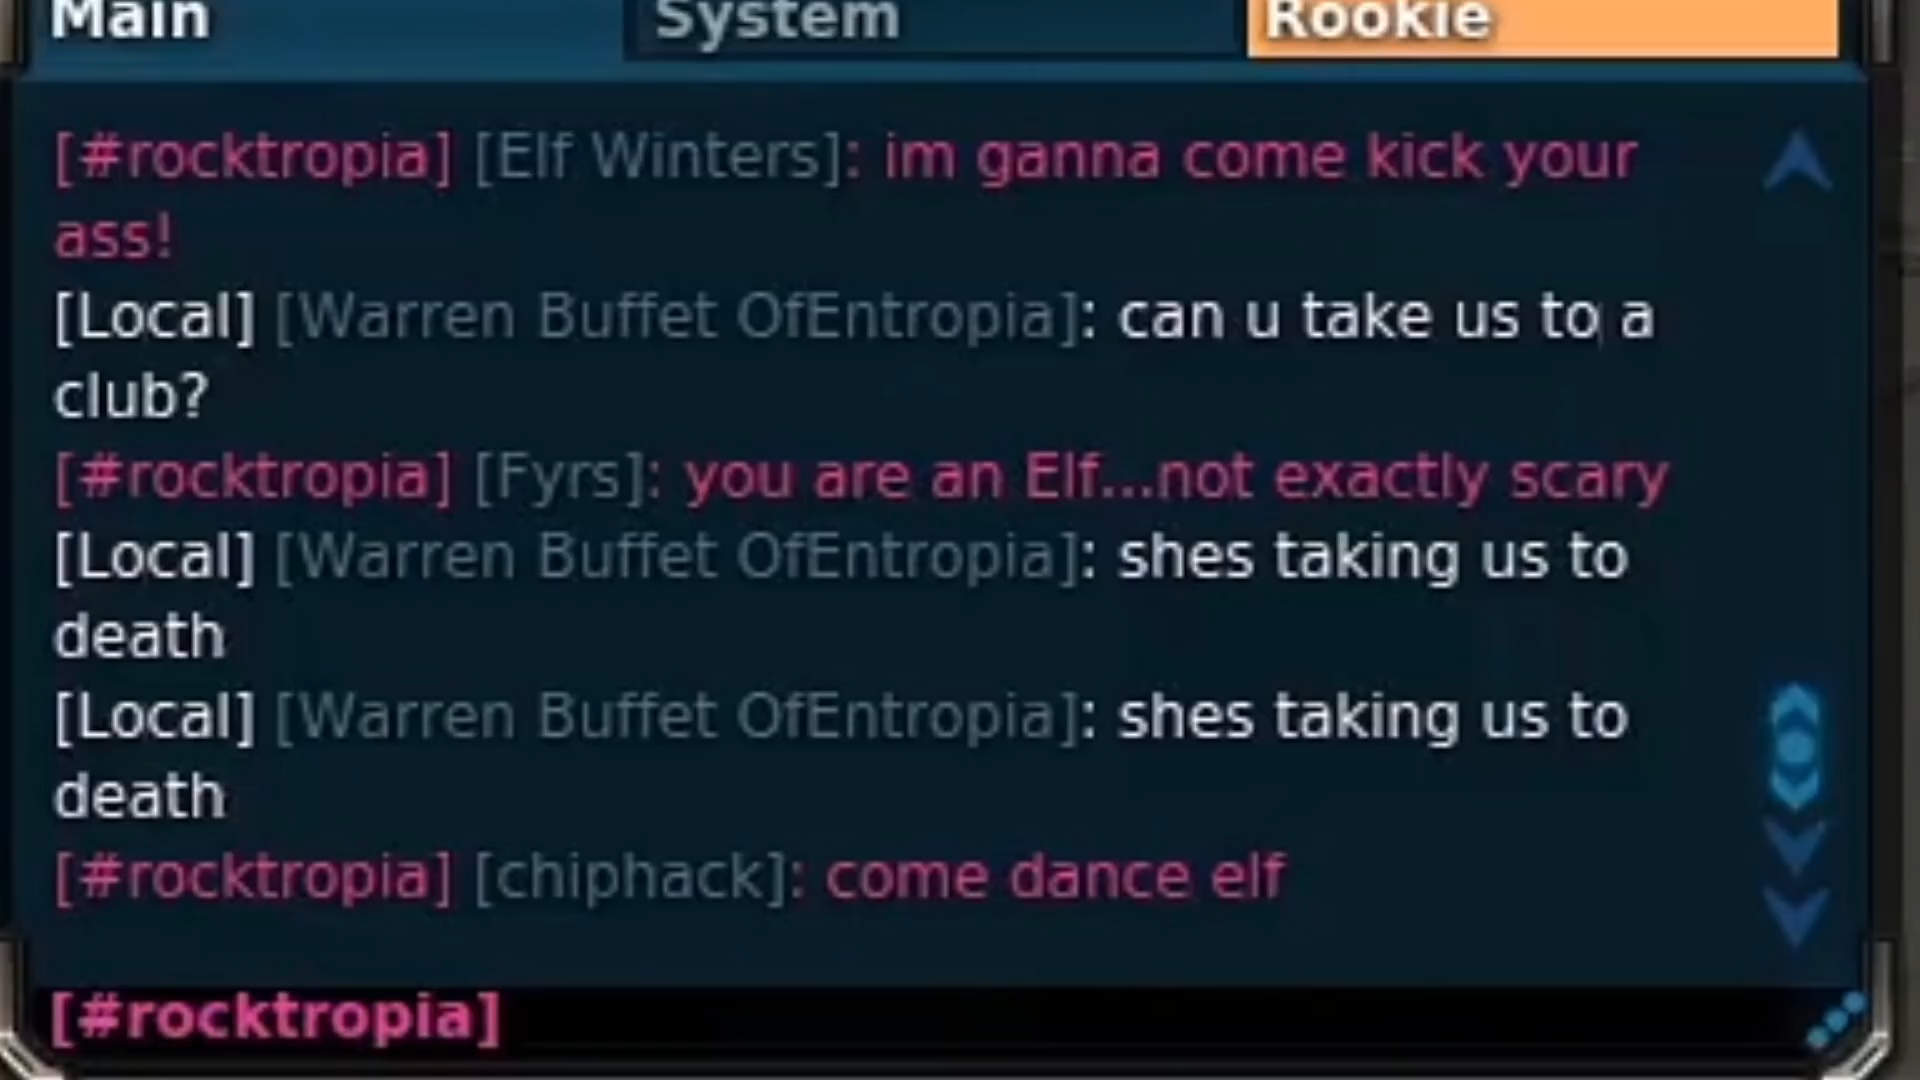 Main System Rookie
[#rocktropia] [Elf Winters]: im ganna come kick your
ass!
[Local] [Warren Buffet OfEntropia]: can u take us to a
club?
[#rocktropia] [Fyrs]: you are an Elf...not exactly scary
[Local] [Warren Buffet OfEntropia]: shes taking us to
death
[Local] [Warren Buffet OfEntropia]: shes taking us to
death
[#rocktropia] [chiphack]: come dance elf
[#rocktropia]